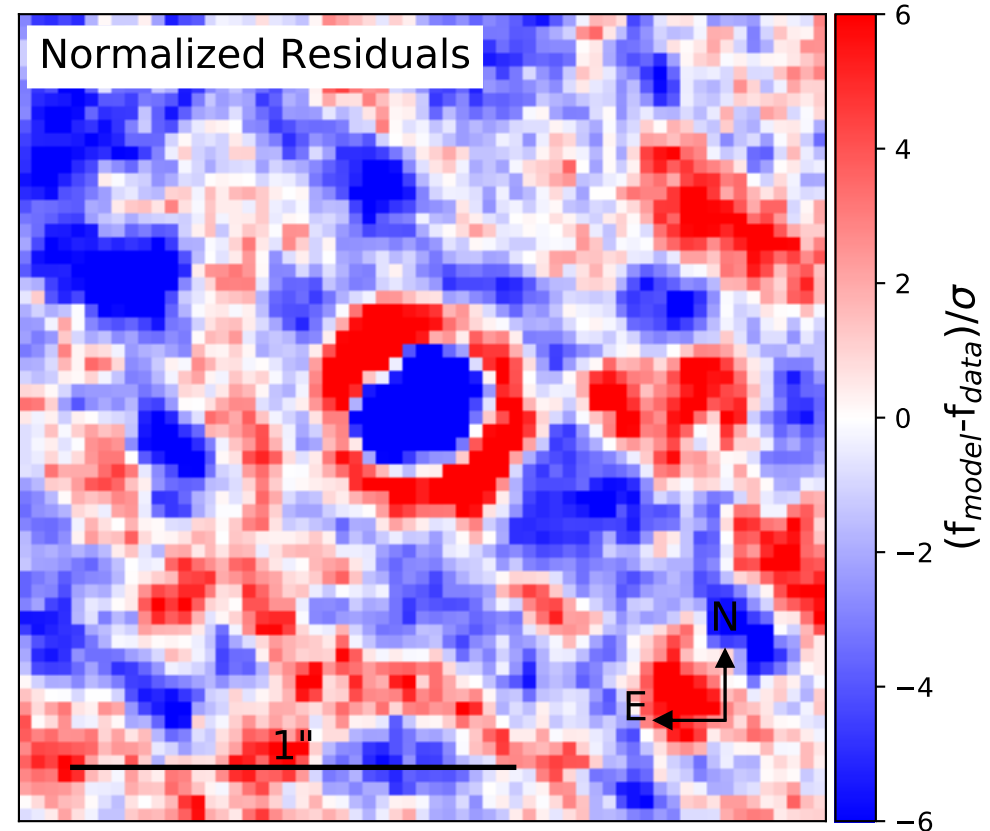 Normalized Residuals
N
E
1"
6
4
2
0
−2
−4
−6
(f_model-f_data)/σ